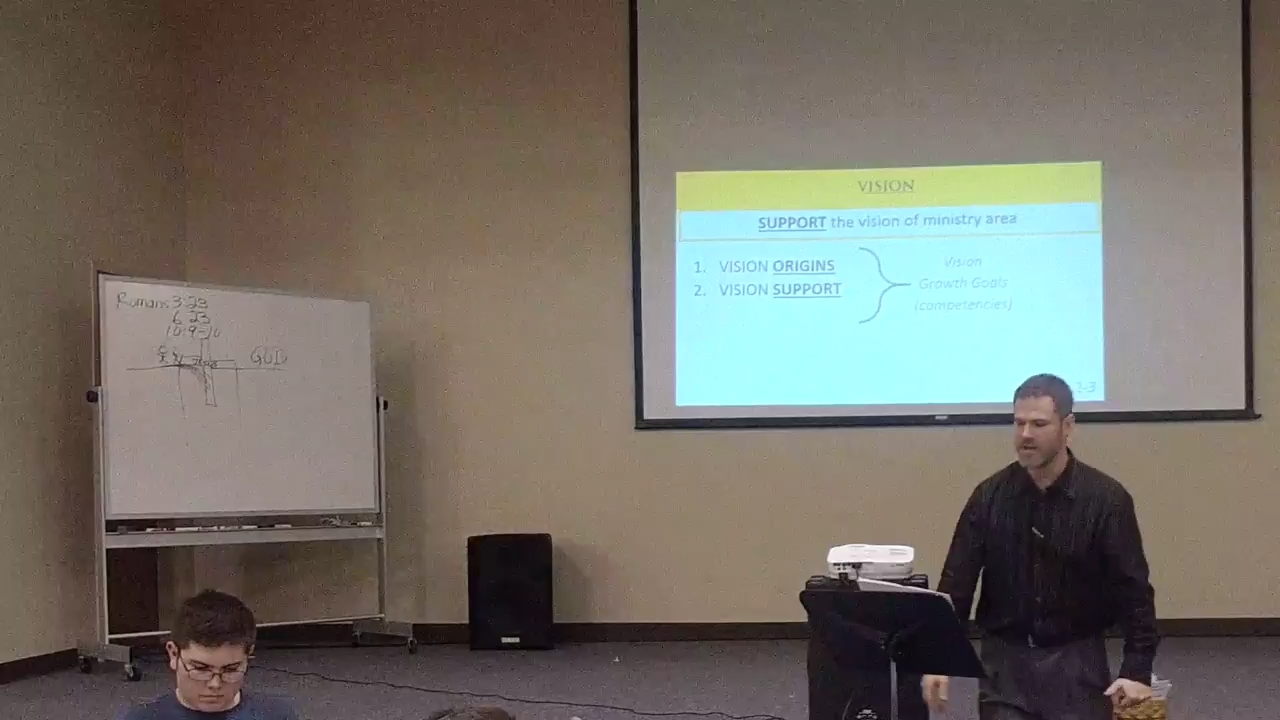 Romans 3:23
6:23
10:9-10
GOD
VISION
SUPPORT the vision of ministry area
1. VISION ORIGINS
2. VISION SUPPORT
Vision
Growth Goals
(competencies)
YAMAHA